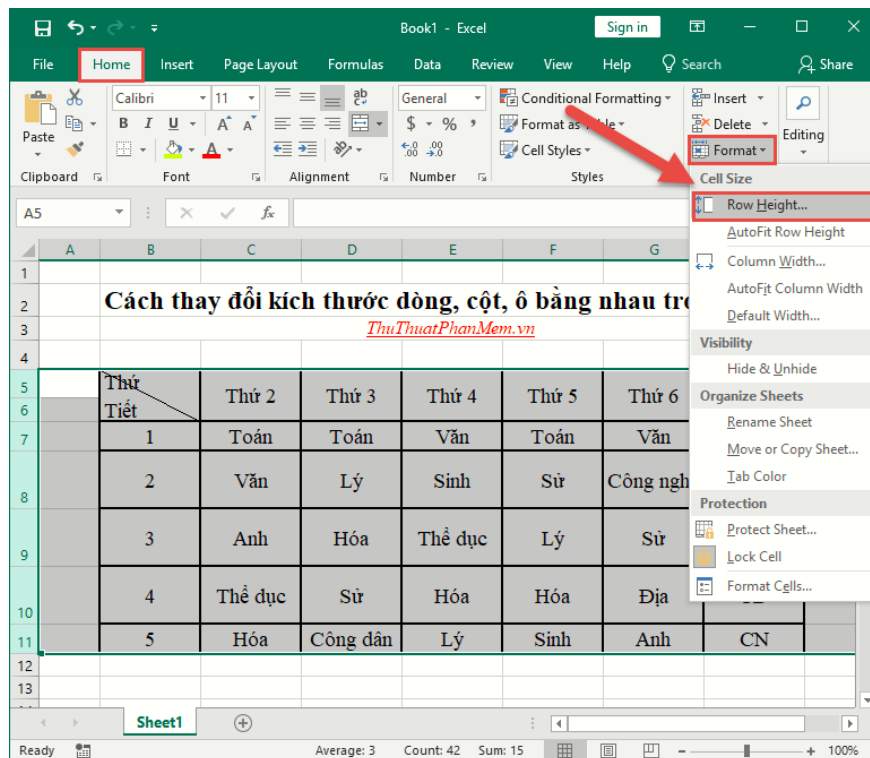 Book1 - Excel
Sign in
File Home Insert Page Layout Formulas Data Review View Help Search Share
Paste
Clipboard
Calibri 11
B I U A A
A
Font
ab
Alignment
General
$ % ,
.00 .0
Number
Conditional Formatting
Format as
Cell Styles
Styles
Insert
Delete
Format
Editing
Cell Size
Row Height...
AutoFit Row Height
Column Width...
AutoFit Column Width
Default Width...
Visibility
Hide & Unhide
Organize Sheets
Rename Sheet
Move or Copy Sheet...
Tab Color
Protection
Protect Sheet...
Lock Cell
Format Cells...
A5 fx
A B C D E F G
1
2 Cách thay đổi kích thước dòng, cột, ô bằng nhau
3 ThuThuatPhanMem.vn
4
5 Thứ Thứ 2 Thứ 3 Thứ 4 Thứ 5 Thứ 6
6 Tiết
7 1 Toán Toán Văn Toán Văn
8 2 Văn Lý Sinh Sử Công
9 3 Anh Hóa Thể dục Lý Sử
10 4 Thể dục Sử Hóa Hóa Địa
11 5 Hóa Công dân Lý Sinh Anh CN
12
13
Sheet1
Ready Average: 3 Count: 42 Sum: 15 100%